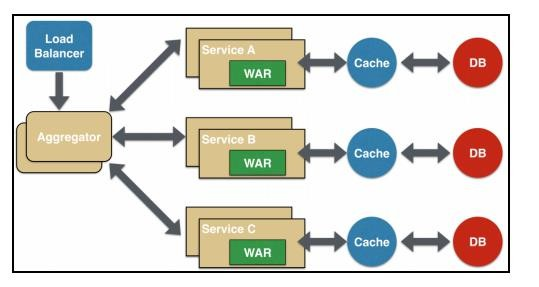 Load
Balancer
Aggregator
Service A
WAR
Cache
DB
Service B
WAR
Cache
DB
Service C
WAR
Cache
DB